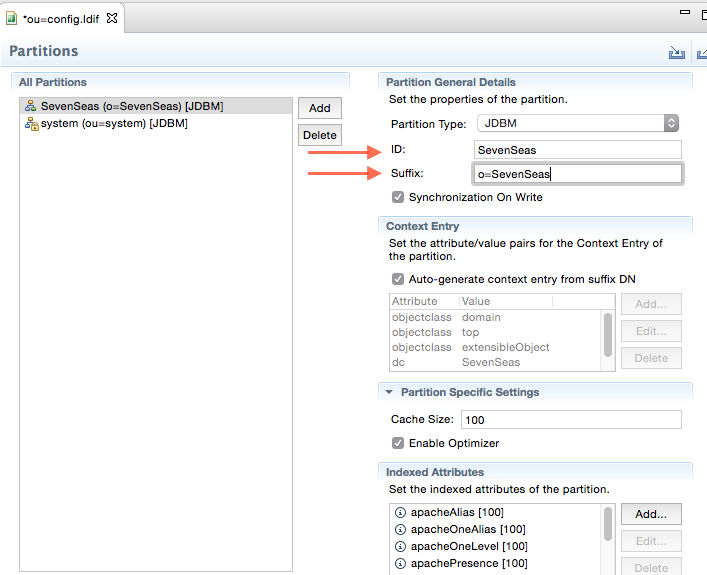 *ou=config.ldif
Partitions
All Partitions
SevenSeas (o=SevenSeas) [JDBM]
system (ou=system) [JDBM]
Add
Delete
Partition General Details
Set the properties of the partition.
Partition Type: JDBM
ID: SevenSeas
Suffix: o=SevenSeas
Synchronization On Write
Context Entry
Set the attribute/value pairs for the Context Entry of
the partition.
Auto-generate context entry from suffix DN
Attribute Value
objectclass domain
objectclass top
objectclass extensibleObject
dc SevenSeas
Add...
Edit...
Delete
Partition Specific Settings
Cache Size: 100
Enable Optimizer
Indexed Attributes
Set the indexed attributes of the partition.
apacheAlias [100]
apacheOneAlias [100]
apacheOneLevel [100]
apachePresence [100]
Add...
Edit...
Delete